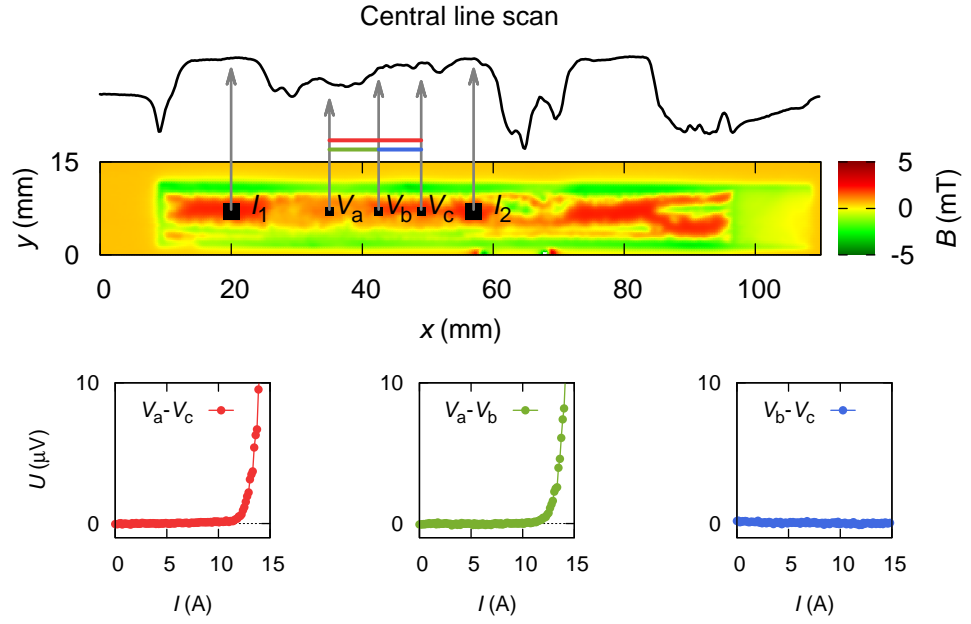 Central line scan
15
0
y (mm)
I1
Va
Vb
Vc
I2
0 20 40 60 80 100
x (mm)
5
0
-5
B (mT)
10
0
U (μV)
Va-Vc
0 5 10 15
I (A)
10
0
Va-Vb
0 5 10 15
I (A)
10
0
Vb-Vc
0 5 10 15
I (A)